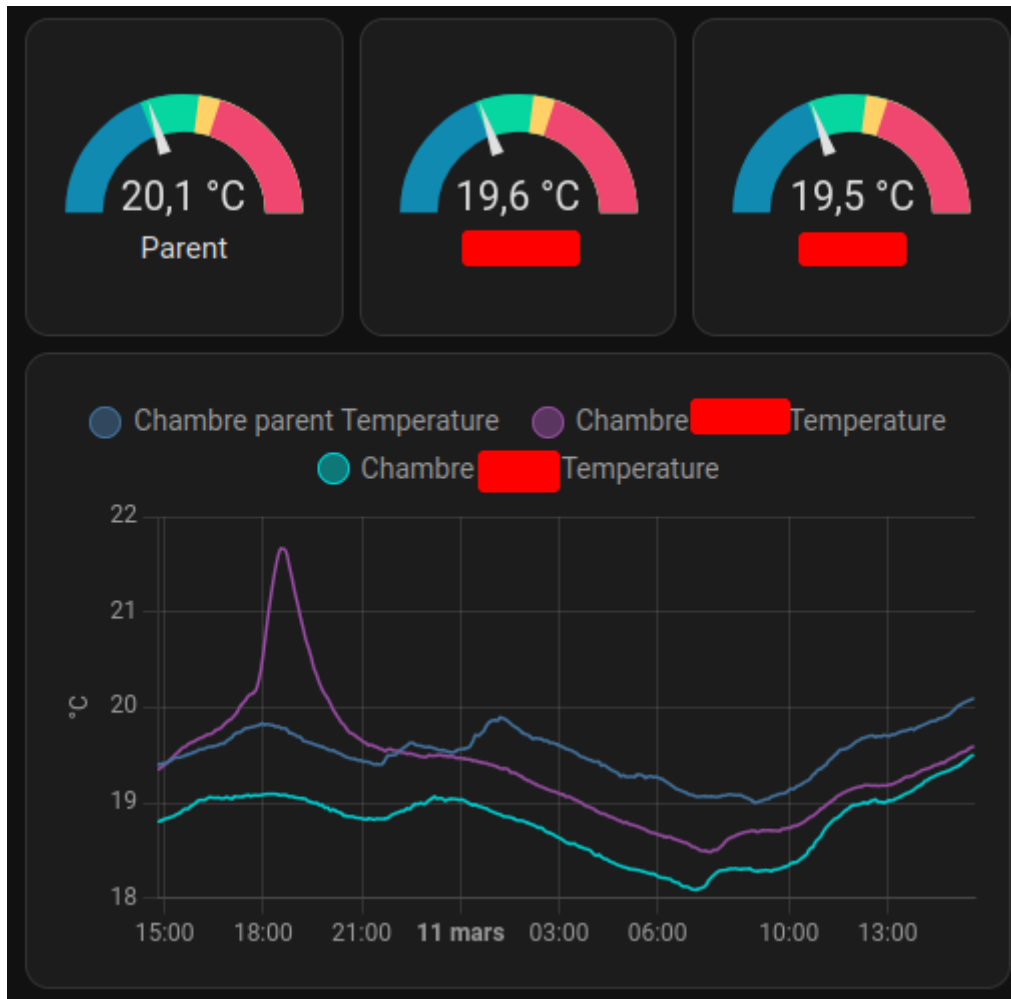 20,1 °C
19,6 °C
19,5 °C
Parent
Chambre parent Temperature
Chambre Temperature
Chambre Temperature
22
21
20
°C
19
18
15:00 18:00 21:00 11 mars 03:00 06:00 10:00 13:00